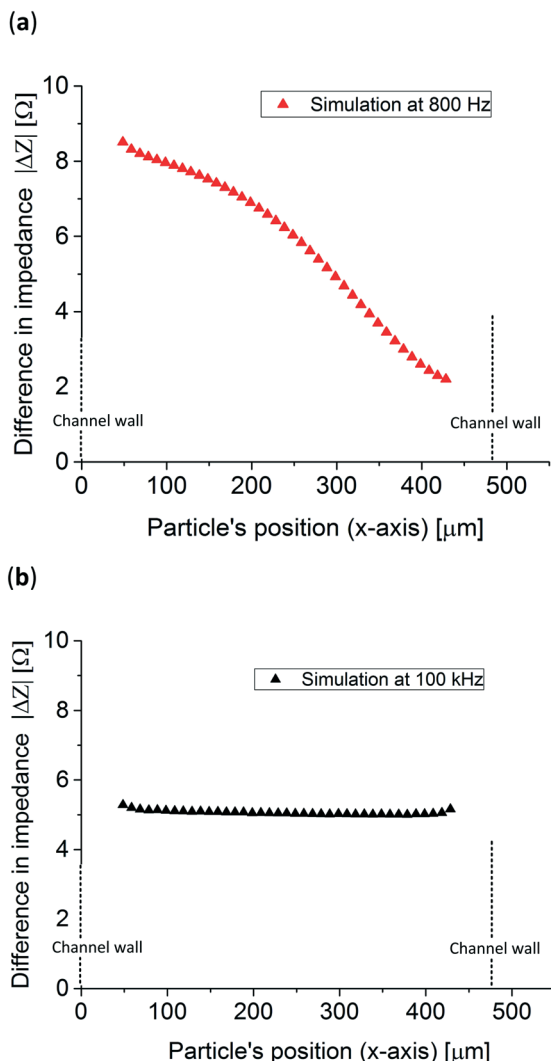 (a)
Difference in impedance |ΔZ| [Ω]
10
8
6
4
2
0
Simulation at 800 Hz
Channel wall
Channel wall
0 100 200 300 400 500
Particle's position (x-axis) [μm]
(b)
Difference in impedance |ΔZ| [Ω]
10
8
6
4
2
0
Simulation at 100 kHz
Channel wall
Channel wall
0 100 200 300 400 500
Particle's position (x-axis) [μm]